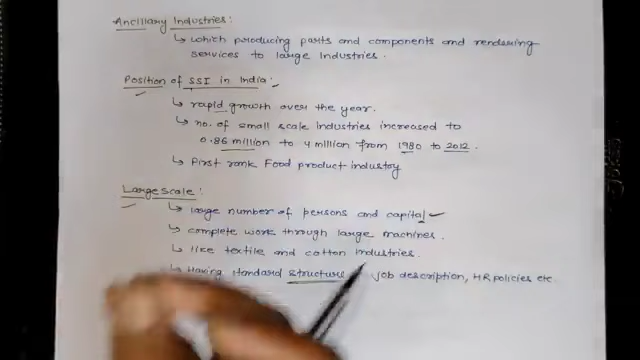 Ancillary Industries:
↳ which producing parts and components and rendering
services to large Industries.
Position of SSI in India:
↳ rapid growth over the year.
↳ no. of small scale Industries increased to
0.86 million to 4 million from 1980 to 2012.
↳ First rank Food product industry
Large scale:
↳ large number of persons and capital
↳ complete work through large machines.
↳ like textile and cotton Industries.
↳ Having standard structure job description, HR policies etc.